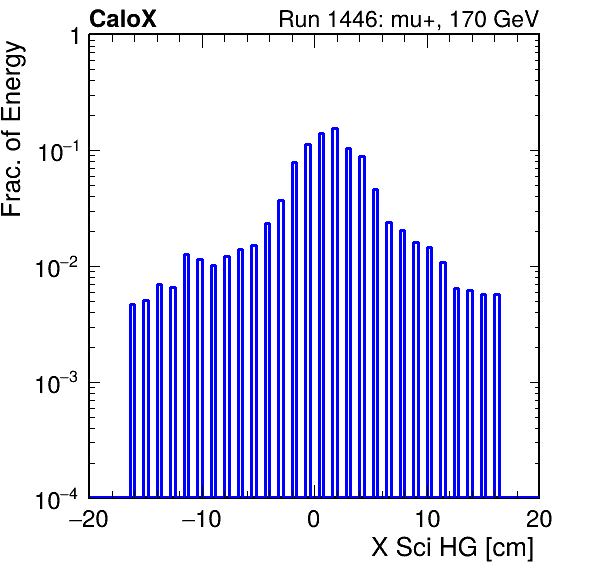 CaloX Run 1446: mu+, 170 GeV
Frac. of Energy
1
10⁻¹
10⁻²
10⁻³
10⁻⁴
−20 −10 0 10 20
X Sci HG [cm]